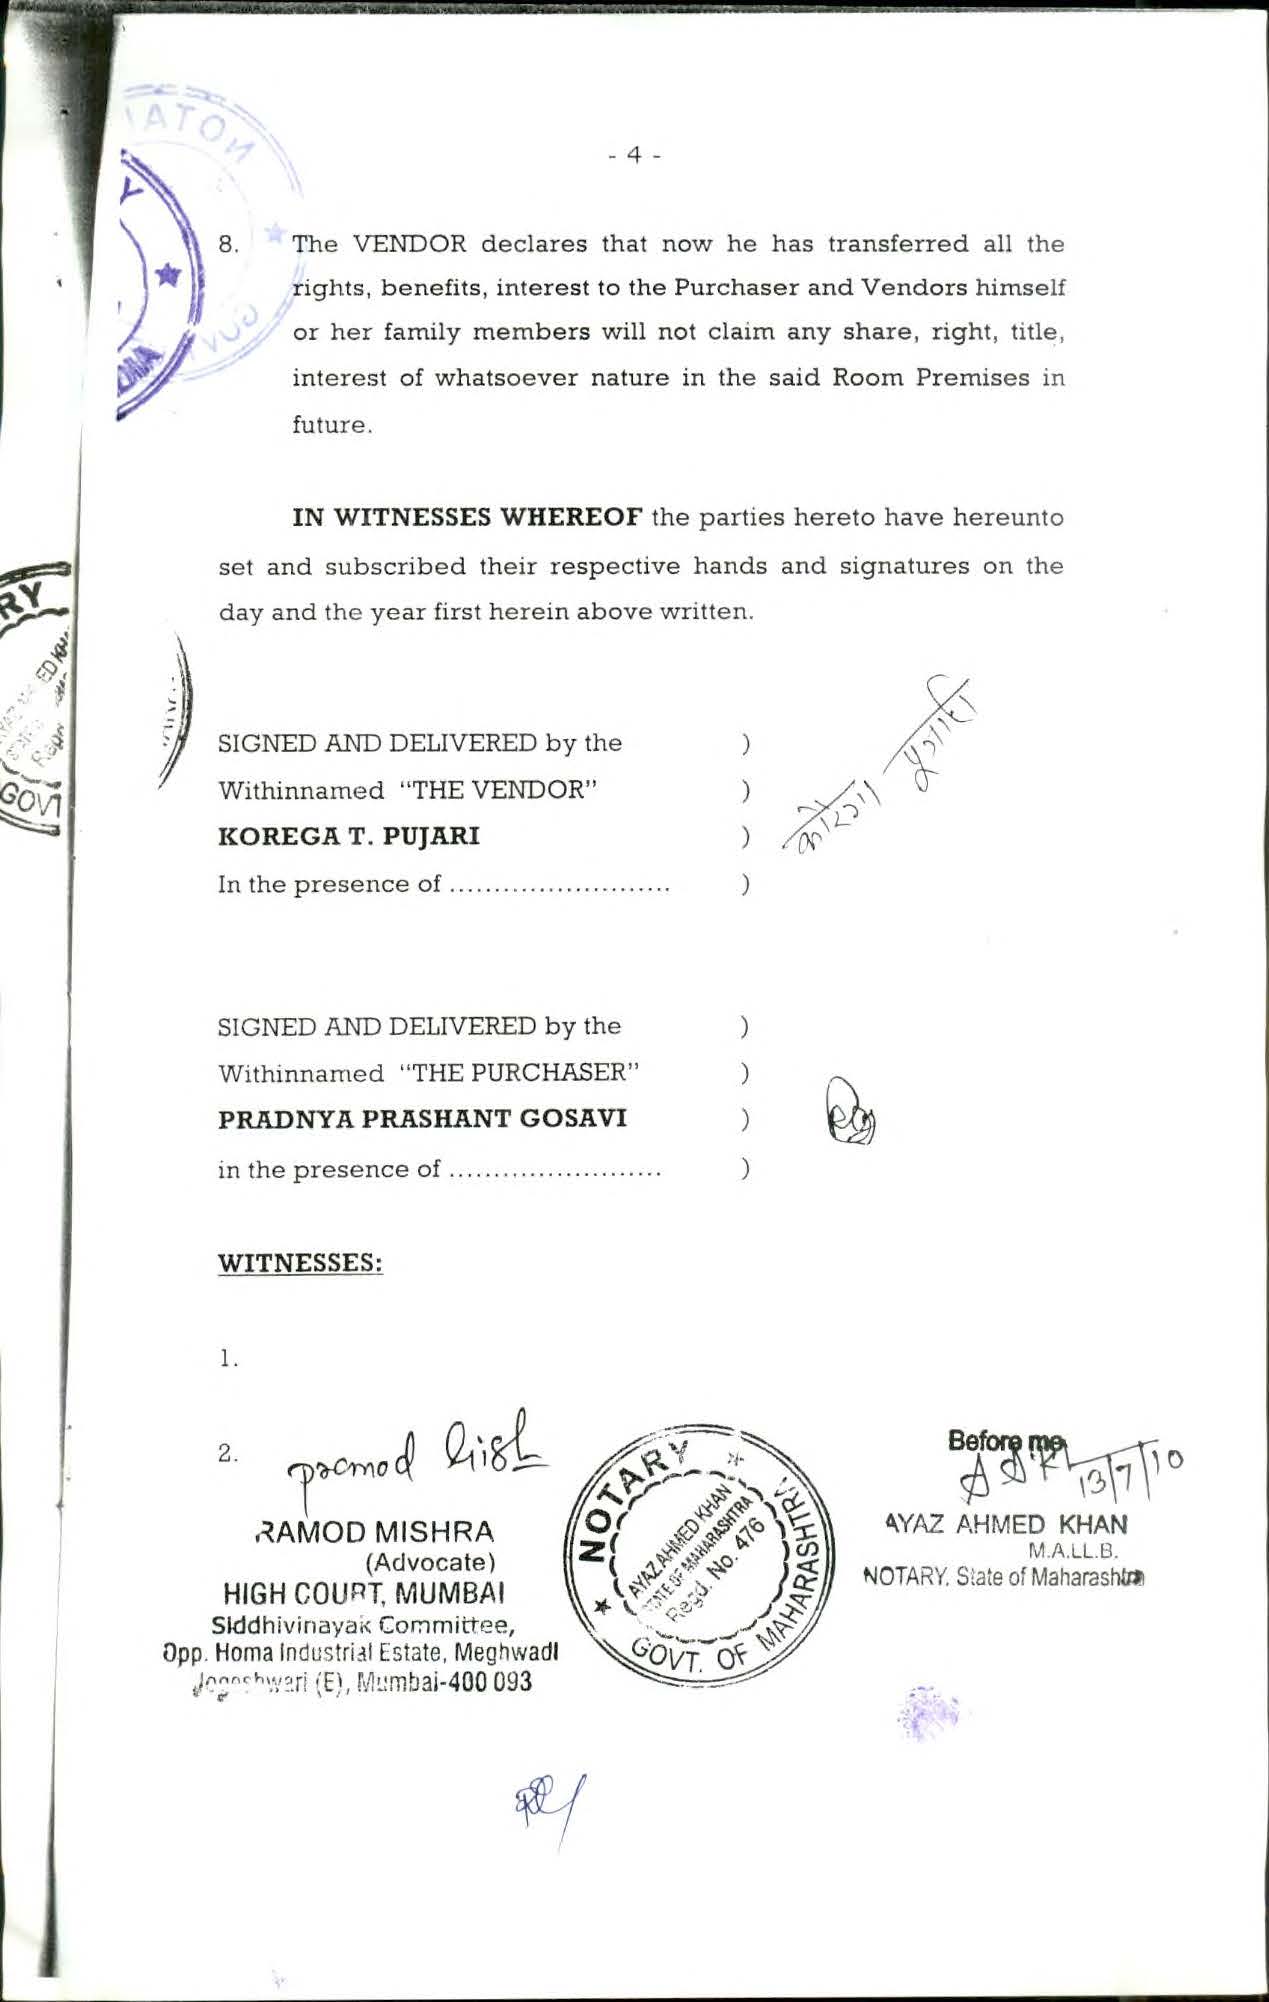 - 4 -
8. The VENDOR declares that now he has transferred all the
rights, benefits, interest to the Purchaser and Vendors himself
or her family members will not claim any share, right, title,
interest of whatsoever nature in the said Room Premises in
future.
IN WITNESSES WHEREOF the parties hereto have hereunto
set and subscribed their respective hands and signatures on the
day and the year first herein above written.
SIGNED AND DELIVERED by the )
Withinnamed "THE VENDOR" )
KOREGA T. PUJARI )
In the presence of ......................... )
कोरगा पुजारी
SIGNED AND DELIVERED by the )
Withinnamed "THE PURCHASER" )
PRADNYA PRASHANT GOSAVI )
in the presence of ........................ )
WITNESSES:
1.
2. pramod
RAMOD MISHRA
(Advocate)
HIGH COURT, MUMBAI
Siddhivinayak Committee,
Opp. Homa Industrial Estate, Meghwadi
Jogeshwari (E), Mumbai-400 093
NOTARY
AYAZ AHMED KHAN
STATE OF MAHARASHTRA
Regd. No. 476
GOVT. OF MAHARASHTRA
Before me
13/7/10
AYAZ AHMED KHAN
M.A.LL.B.
NOTARY, State of Maharashtra
NOTA
GOVT
RY
GOVT